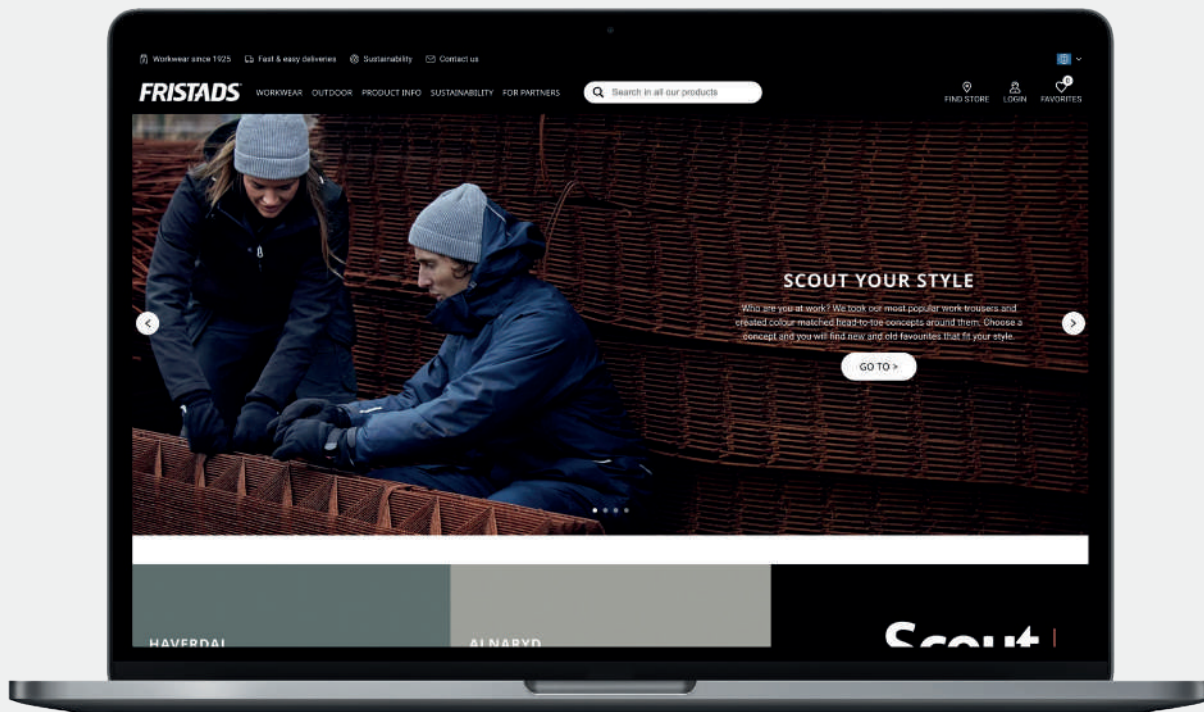 Workwear since 1925 Fast & easy deliveries Sustainability Contact us
FRISTADS WORKWEAR OUTDOOR PRODUCT INFO SUSTAINABILITY FOR PARTNERS Search in all our products FIND STORE LOGIN 0 FAVORITES
SCOUT YOUR STYLE
Who are you at work? We took our most popular work trousers and
created colour matched head-to-toe concepts around them. Choose a
concept and you will find new and old favourites that fit your style.
GO TO >
HAVERDAL ALNARYD Scout